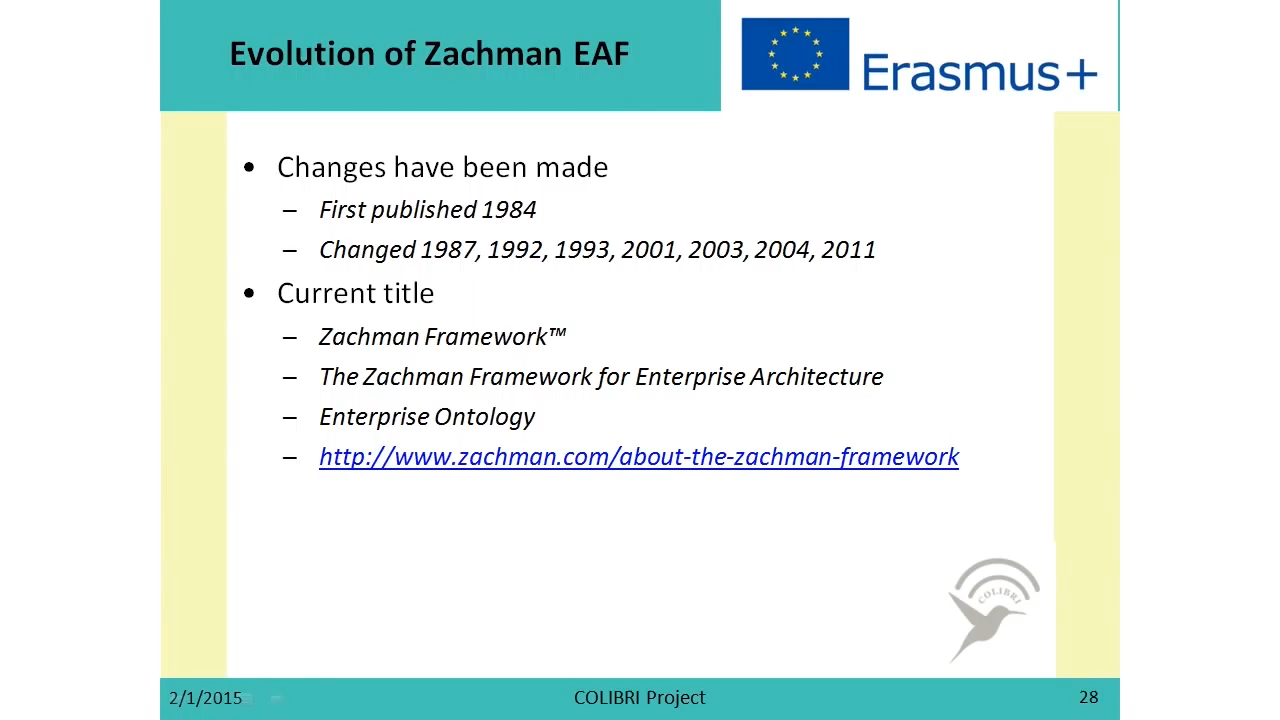 Evolution of Zachman EAF
Erasmus+
• Changes have been made
– First published 1984
– Changed 1987, 1992, 1993, 2001, 2003, 2004, 2011
• Current title
– Zachman Framework™
– The Zachman Framework for Enterprise Architecture
– Enterprise Ontology
– http://www.zachman.com/about-the-zachman-framework
COLIBRI
2/1/2015
COLIBRI Project
28